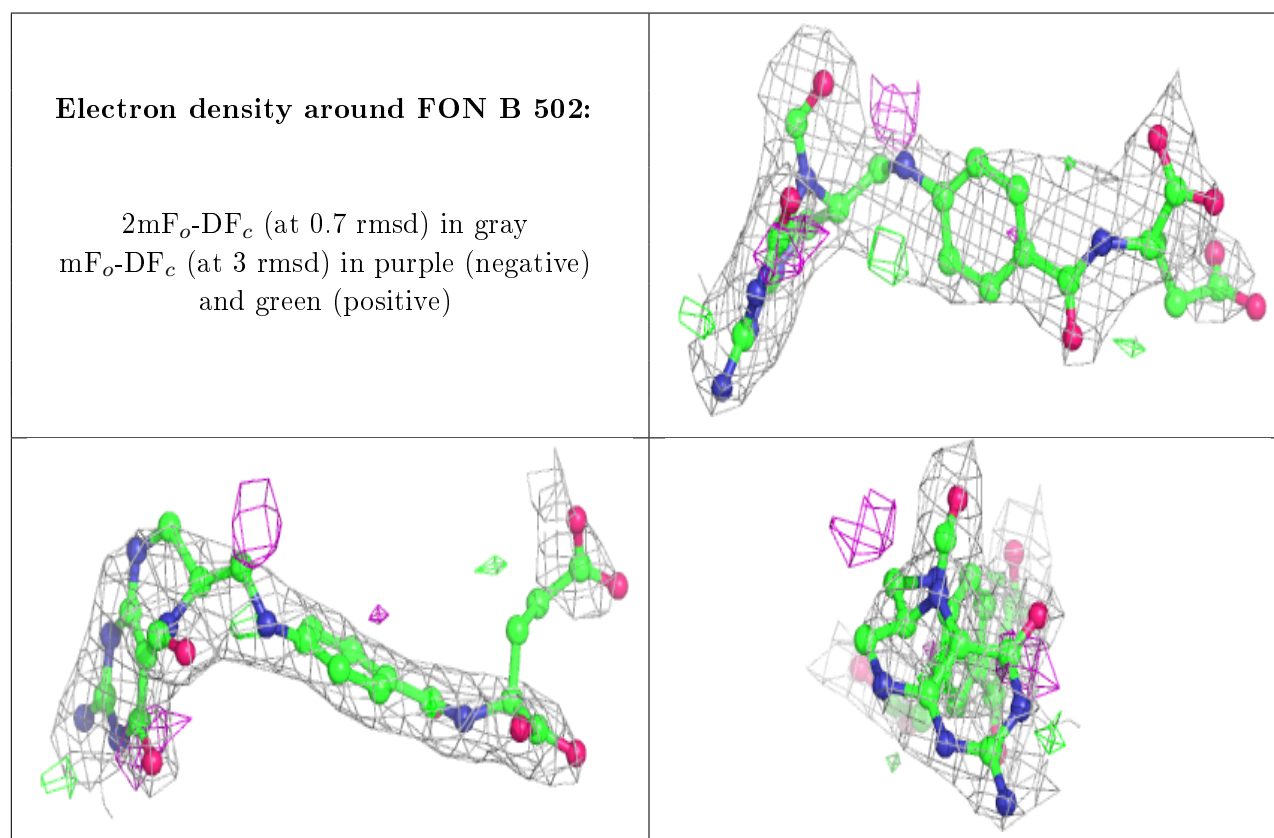 Electron density around FON B 502:
2mFₒ-DF𝒸 (at 0.7 rmsd) in gray
mFₒ-DF𝒸 (at 3 rmsd) in purple (negative)
and green (positive)